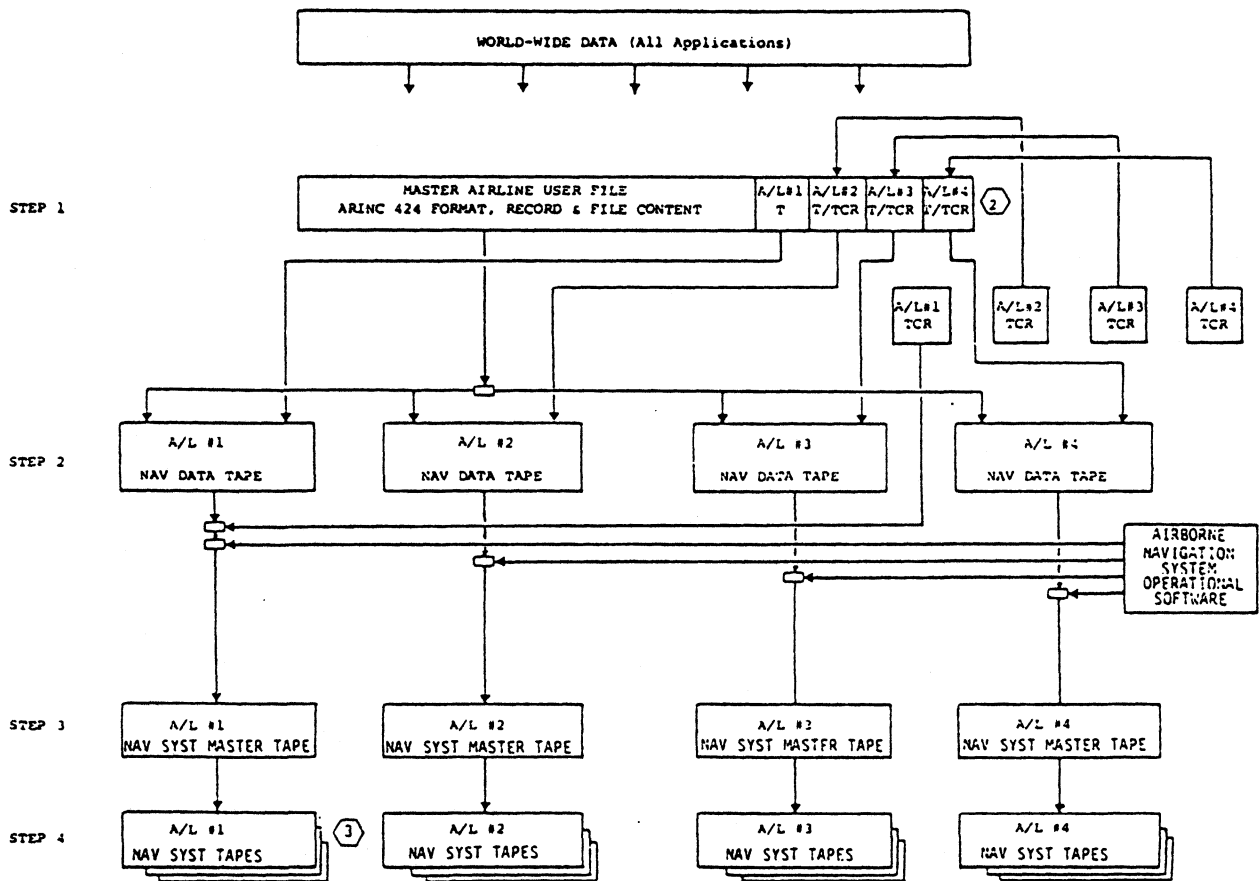 WORLD-WIDE DATA (All Applications)
STEP 1
MASTER AIRLINE USER FILE
ARINC 424 FORMAT, RECORD & FILE CONTENT
A/L#1
T
A/L#2
T/TCR
A/L#3
T/TCR
A/L#4
T/TCR
2
A/L#1
TCR
A/L#2
TCR
A/L#3
TCR
A/L#4
TCR
STEP 2
A/L #1
NAV DATA TAPE
A/L #2
NAV DATA TAPE
A/L #3
NAV DATA TAPE
A/L #4
NAV DATA TAPE
AIRBORNE
NAVIGATION
SYSTEM
OPERATIONAL
SOFTWARE
STEP 3
A/L #1
NAV SYST MASTER TAPE
A/L #2
NAV SYST MASTER TAPE
A/L #3
NAV SYST MASTER TAPE
A/L #4
NAV SYST MASTER TAPE
STEP 4
A/L #1
NAV SYST TAPES
3
A/L #2
NAV SYST TAPES
A/L #3
NAV SYST TAPES
A/L #4
NAV SYST TAPES